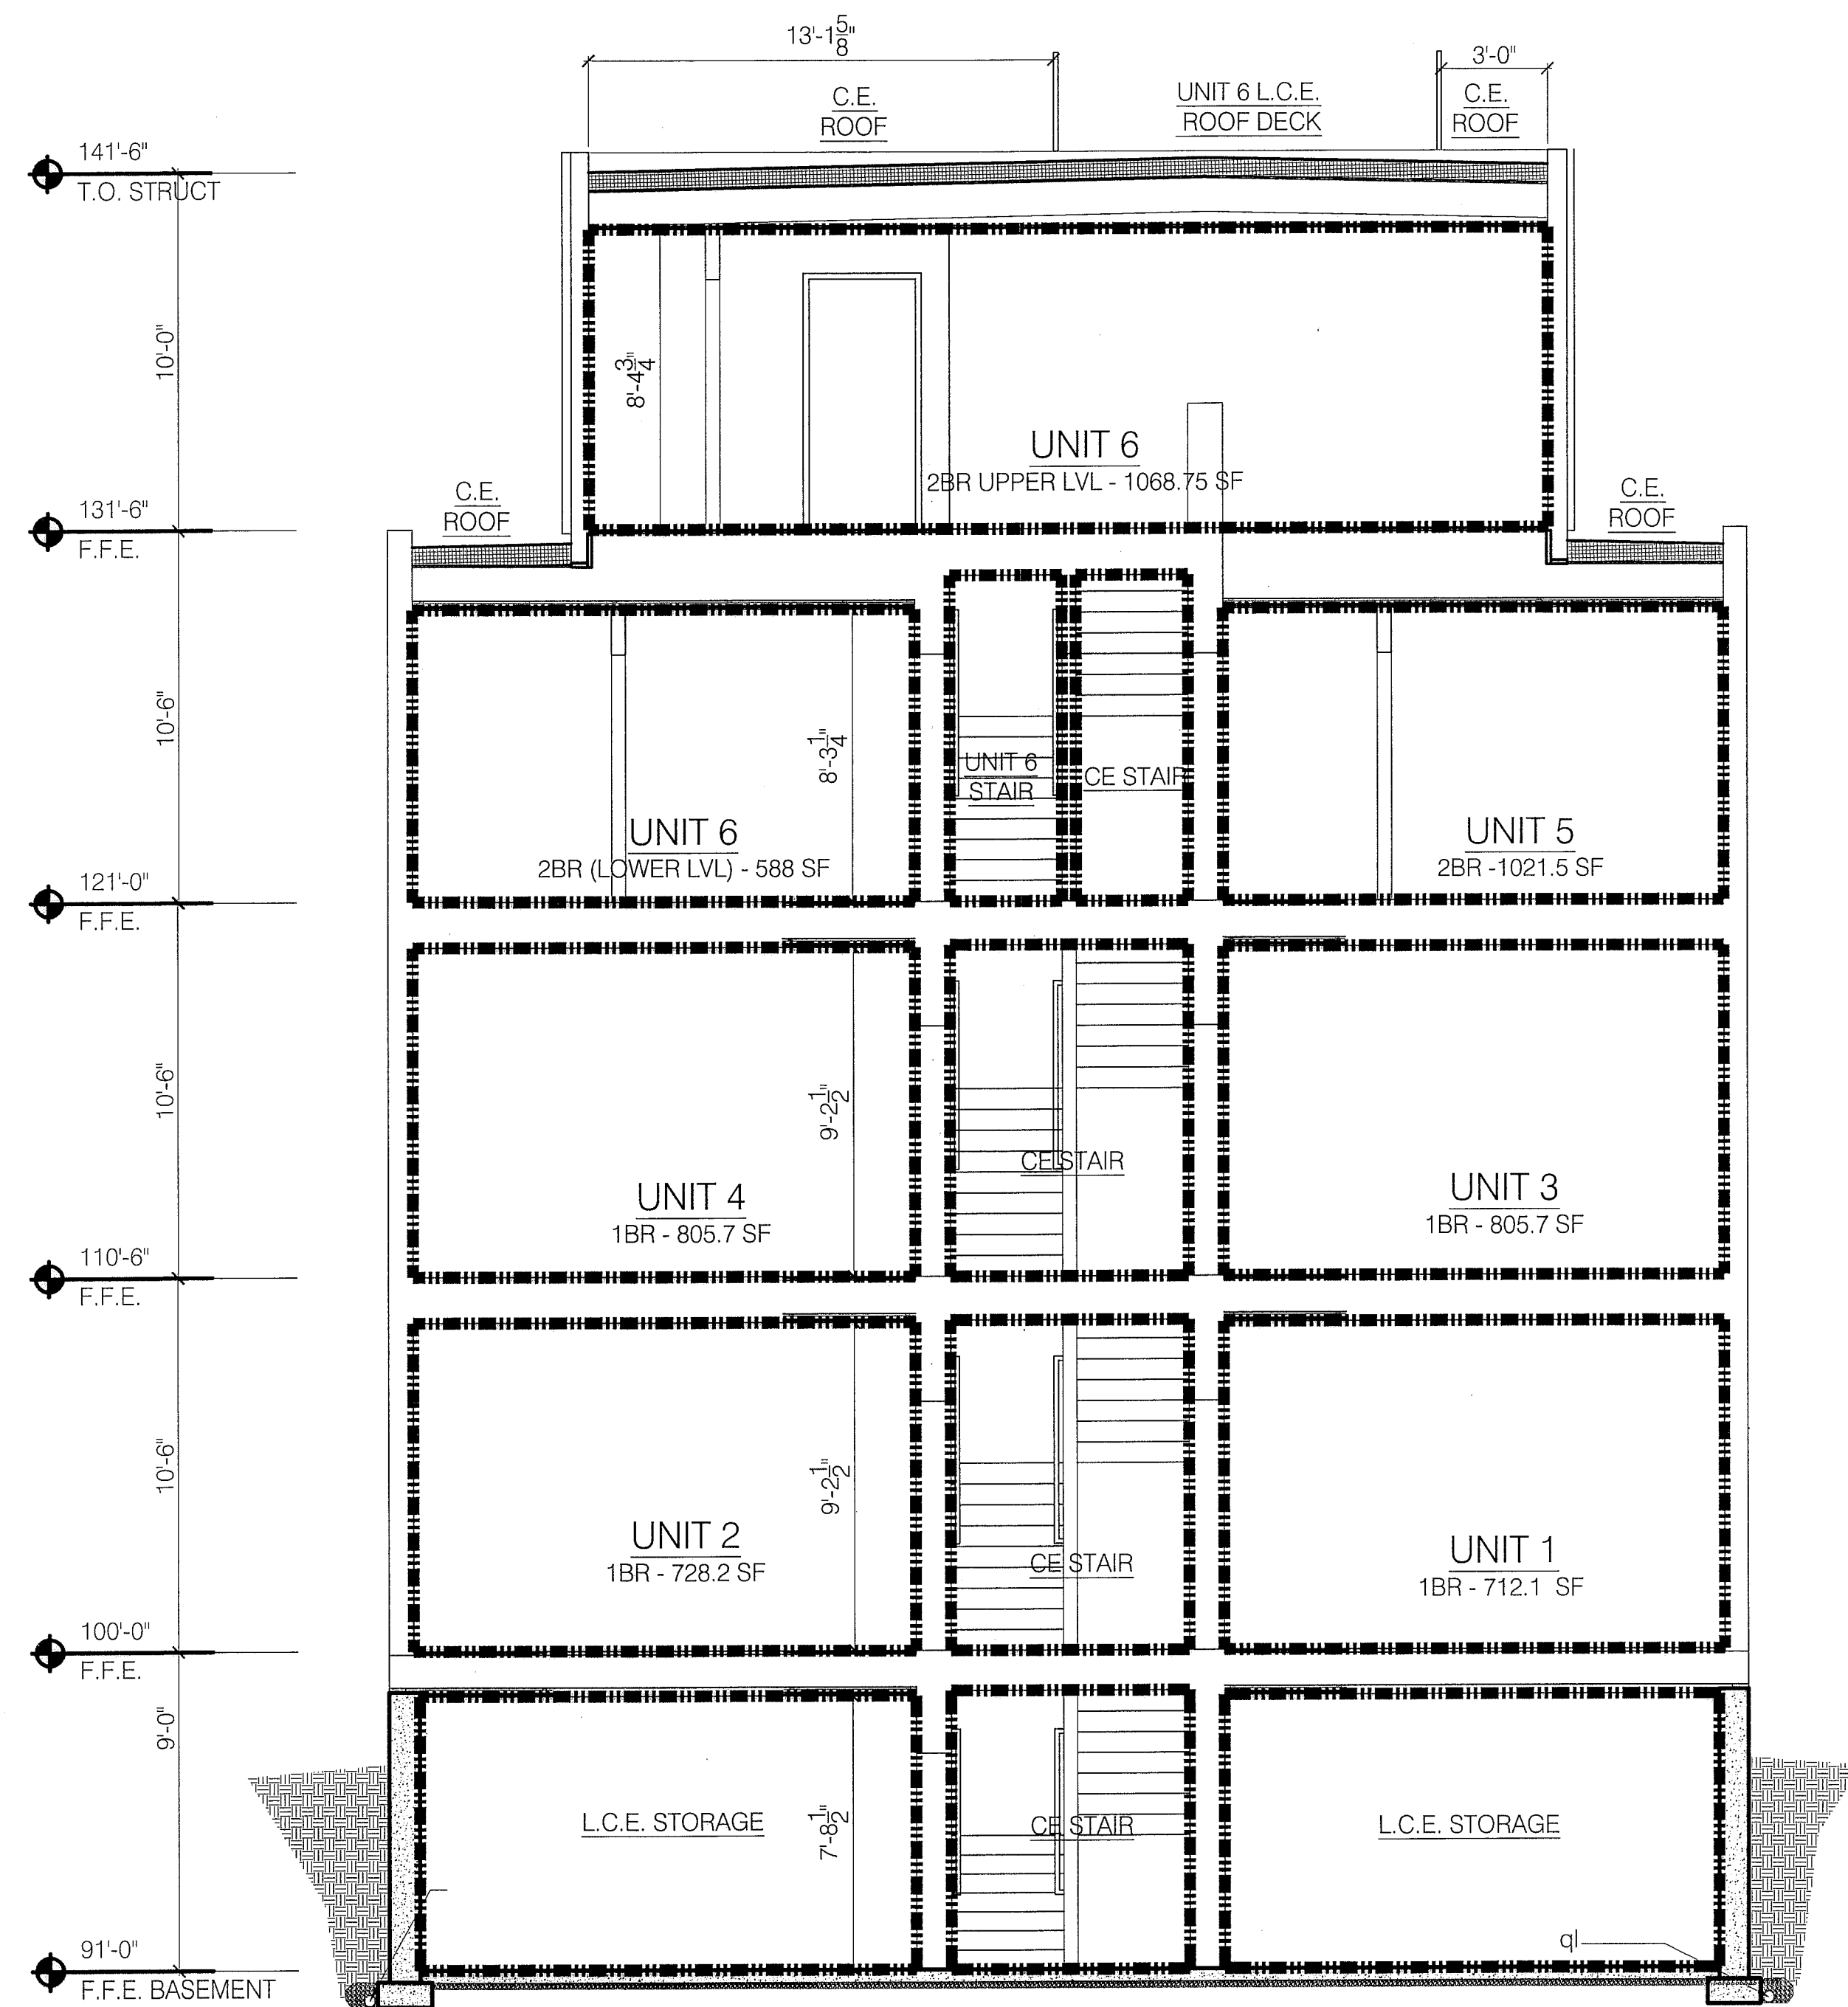 13'-1 5/8"
3'-0"
C.E.
ROOF
UNIT 6 L.C.E.
ROOF DECK
C.E.
ROOF
141'-6"
T.O. STRUCT
10'-0"
8'-4 3/4"
UNIT 6
2BR UPPER LVL - 1068.75 SF
C.E.
ROOF
C.E.
ROOF
131'-6"
F.F.E.
10'-6"
8'-3 1/4"
UNIT 6
STAIR
CE STAIR
UNIT 6
2BR (LOWER LVL) - 588 SF
UNIT 5
2BR -1021.5 SF
121'-0"
F.F.E.
10'-6"
9'-2 1/2"
CE STAIR
UNIT 4
1BR - 805.7 SF
UNIT 3
1BR - 805.7 SF
110'-6"
F.F.E.
10'-6"
9'-2 1/2"
UNIT 2
1BR - 728.2 SF
CE STAIR
UNIT 1
1BR - 712.1 SF
100'-0"
F.F.E.
9'-0"
7'-8 1/2"
L.C.E. STORAGE
CE STAIR
L.C.E. STORAGE
ql
91'-0"
F.F.E. BASEMENT